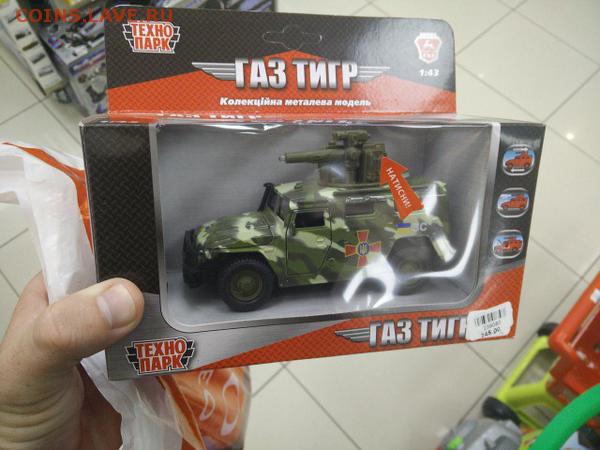 COINS.LAVE.RU
ТЕХНО
ПАРК
ГАЗ ТИГР
1:43
Колекційна металева модель
НАТИСНИ!
ТЕХНО
ПАРК
ГАЗ ТИГР